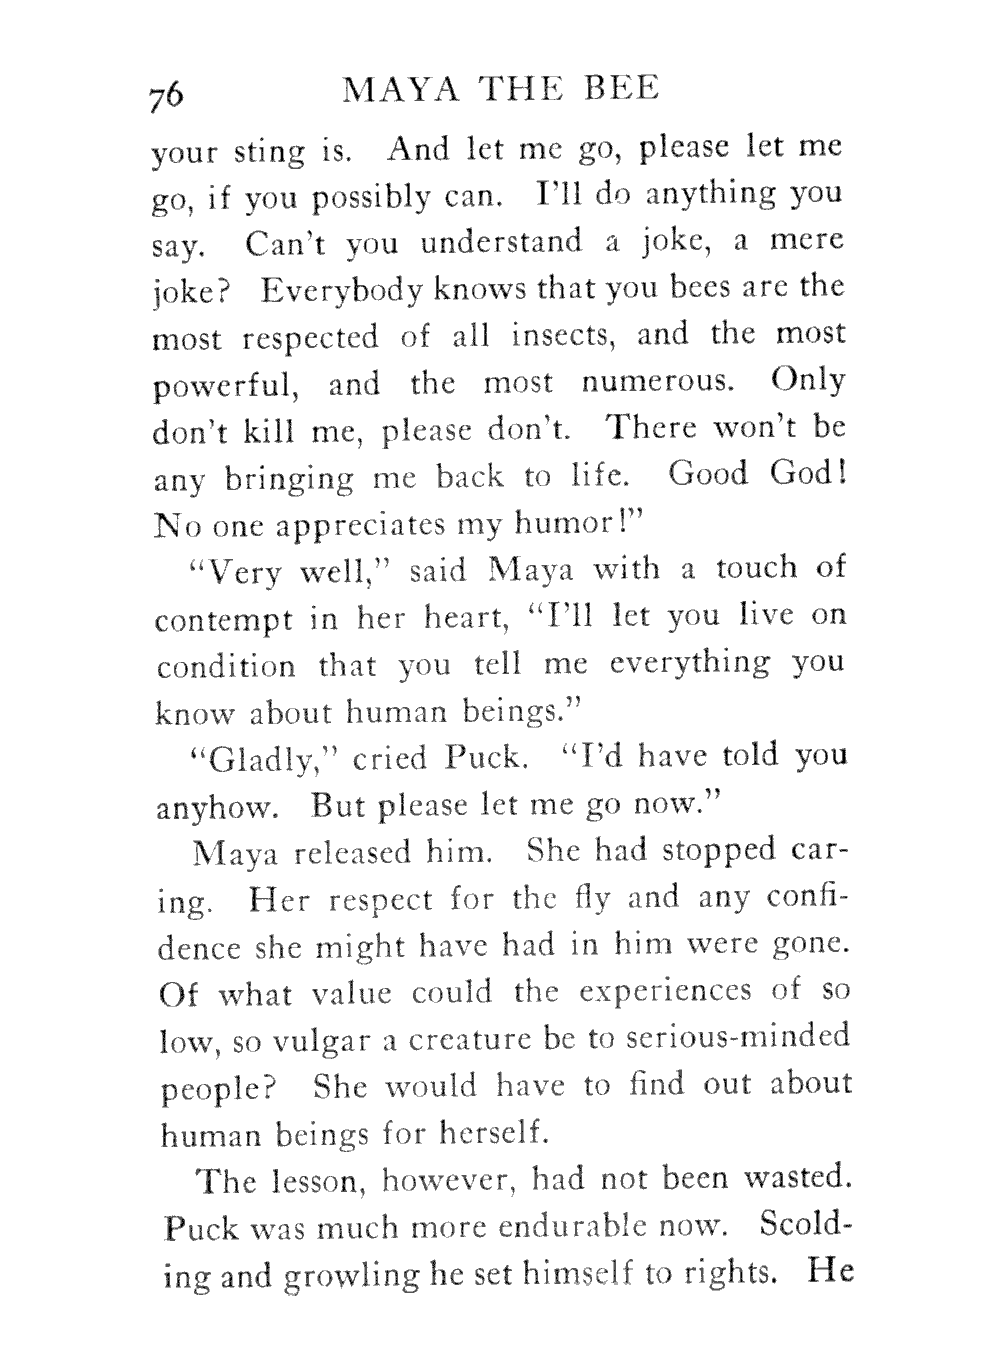 76 MAYA THE BEE
your sting is. And let me go, please let me
go, if you possibly can. I'll do anything you
say. Can't you understand a joke, a mere
joke? Everybody knows that you bees are the
most respected of all insects, and the most
powerful, and the most numerous. Only
don't kill me, please don't. There won't be
any bringing me back to life. Good God!
No one appreciates my humor!”
“Very well,” said Maya with a touch of
contempt in her heart, “I'll let you live on
condition that you tell me everything you
know about human beings.”
“Gladly,” cried Puck. “I'd have told you
anyhow. But please let me go now.”
Maya released him. She had stopped car-
ing. Her respect for the fly and any confi-
dence she might have had in him were gone.
Of what value could the experiences of so
low, so vulgar a creature be to serious-minded
people? She would have to find out about
human beings for herself.
The lesson, however, had not been wasted.
Puck was much more endurable now. Scold-
ing and growling he set himself to rights. He